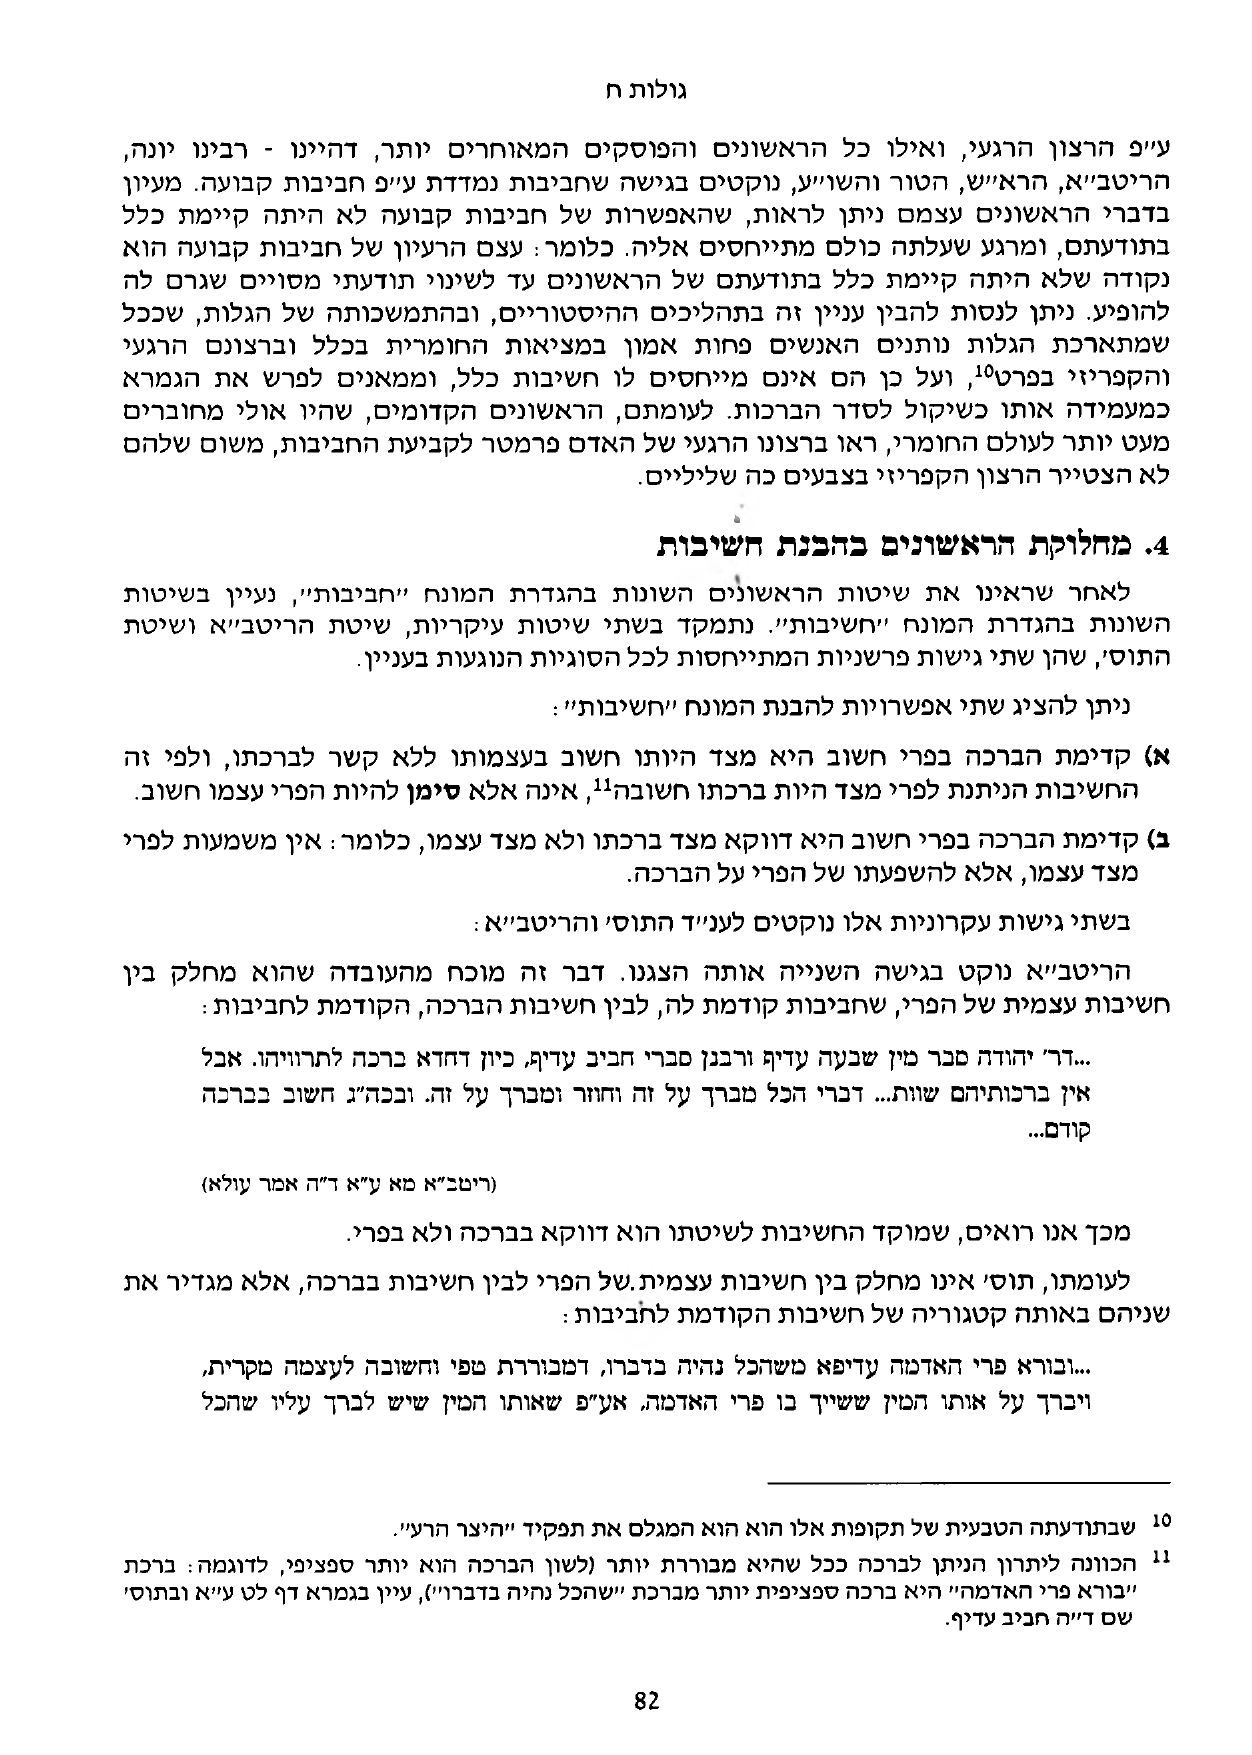 גולות ח
ע״פ הרצון הרגעי, ואילו כל הראשונים והפוסקים המאוחרים יותר, דהיינו - רבינו יונה,
הריטב״א, הרא״ש, הטור והשו״ע, נוקטים בגישה שחביבות נמדדת ע״פ חביבות קבועה. מעיון
בדברי הראשונים עצמם ניתן לראות, שהאפשרות של חביבות קבועה לא היתה קיימת כלל
בתודעתם, ומרגע שעלתה כולם מתייחסים אליה. כלומר: עצם הרעיון של חביבות קבועה הוא
נקודה שלא היתה קיימת כלל בתודעתם של הראשונים עד לשינוי תודעתי מסויים שגרם לה
להופיע. ניתן לנסות להבין עניין זה בתהליכים ההיסטוריים, ובהתמשכותה של הגלות, שככל
שמתארכת הגלות נותנים האנשים פחות אמון במציאות החומרית בכלל וברצונם הרגעי
והקפריזי בפרט10, ועל כן הם אינם מייחסים לו חשיבות כלל, וממאנים לפרש את הגמרא
כמעמידה אותו כשיקול לסדר הברכות. לעומתם, הראשונים הקדומים, שהיו אולי מחוברים
מעט יותר לעולם החומרי, ראו ברצונו הרגעי של האדם פרמטר לקביעת החביבות, משום שלהם
לא הצטייר הרצון הקפריזי בצבעים כה שליליים.
4. מחלוקת הראשונים בהבנת חשיבות
לאחר שראינו את שיטות הראשונים השונות בהגדרת המונח ״חביבות״, נעיין בשיטות
השונות בהגדרת המונח ״חשיבות״. נתמקד בשתי שיטות עיקריות, שיטת הריטב״א ושיטת
התוס׳, שהן שתי גישות פרשניות המתייחסות לכל הסוגיות הנוגעות בעניין.
ניתן להציג שתי אפשרויות להבנת המונח ״חשיבות״:
א) קדימת הברכה בפרי חשוב היא מצד היותו חשוב בעצמותו ללא קשר לברכתו, ולפי זה
החשיבות הניתנת לפרי מצד היות ברכתו חשובה11, אינה אלא סימן להיות הפרי עצמו חשוב.
ב) קדימת הברכה בפרי חשוב היא דווקא מצד ברכתו ולא מצד עצמו, כלומר: אין משמעות לפרי
מצד עצמו, אלא להשפעתו של הפרי על הברכה.
בשתי גישות עקרוניות אלו נוקטים לענ״ד התוס׳ והריטב״א:
הריטב״א נוקט בגישה השנייה אותה הצגנו. דבר זה מוכח מהעובדה שהוא מחלק בין
חשיבות עצמית של הפרי, שחביבות קודמת לה, לבין חשיבות הברכה, הקודמת לחביבות:
...דר׳ יהודה סבר מין שבעה עדיף ורבנן סברי חביב עדיף, כיון דחדא ברכה לתרוויהו. אבל
אין ברכותיהם שוות... דברי הכל מברך על זה וחוזר ומברך על זה. ובכה״ג חשוב בברכה
קודם...
(ריטב״א מא ע״א ד״ה אמר עולא)
מכך אנו רואים, שמוקד החשיבות לשיטתו הוא דווקא בברכה ולא בפרי.
לעומתו, תוס׳ אינו מחלק בין חשיבות עצמית של הפרי לבין חשיבות בברכה, אלא מגדיר את
שניהם באותה קטגוריה של חשיבות הקודמת לחביבות:
...ובורא פרי האדמה עדיפא משהכל נהיה בדברו, דמבוררת טפי וחשובה לעצמה מקרית,
ויברך על אותו המין ששייך בו פרי האדמה, אע״פ שאותו המין שיש לברך עליו שהכל
10 שבתודעתה הטבעית של תקופות אלו הוא הוא המגלם את תפקיד ״היצר הרע״.
11 הכוונה ליתרון הניתן לברכה ככל שהיא מבוררת יותר (לשון הברכה הוא יותר ספציפי, לדוגמה: ברכת
״בורא פרי האדמה״ היא ברכה ספציפית יותר מברכת ״שהכל נהיה בדברו״), עיין בגמרא דף לט ע״א ובתוס׳
שם ד״ה חביב עדיף.
82